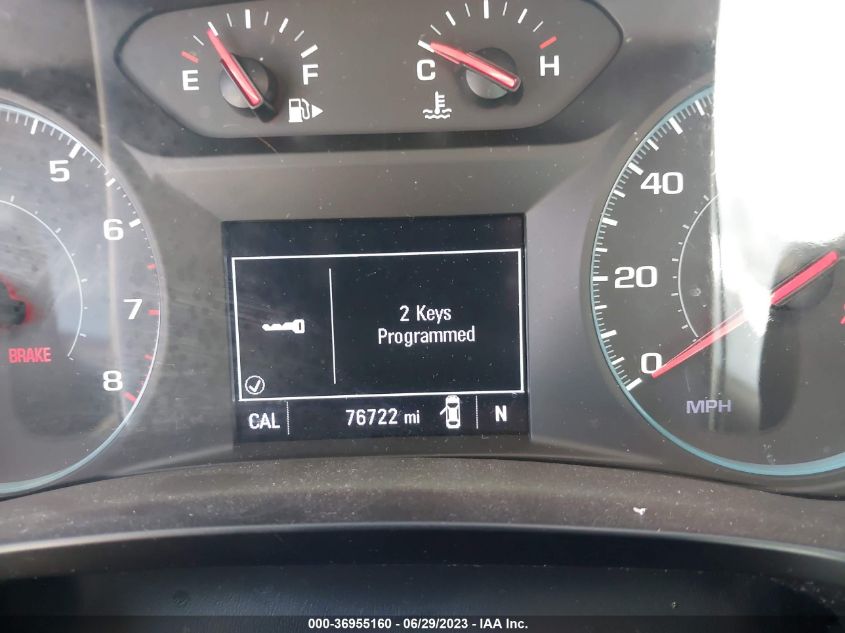 E F
C H
5
6
7
8
BRAKE
40
20
0
MPH
2 Keys
Programmed
CAL 76722 mi N
000-36955160 - 06/29/2023 - IAA Inc.